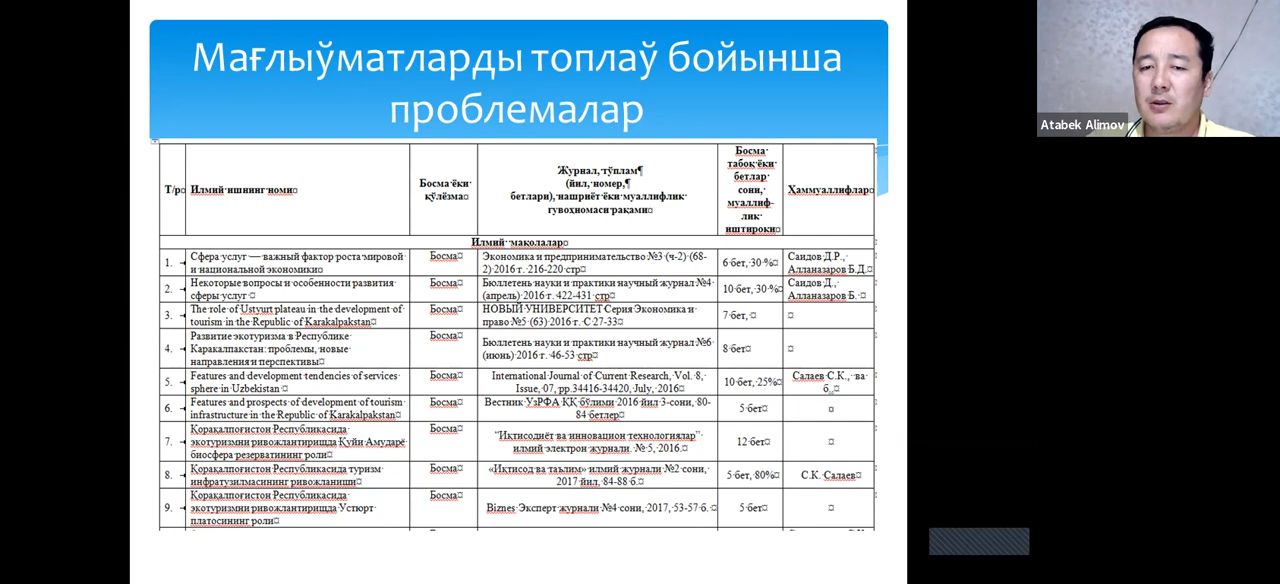 Мағлыўматларды топлаў бойынша
проблемалар
Atabek Alimov
Т/р Илмий ишнинг номи Босма ёки қўлёзма Журнал, тўплам (йил, номер, бетлари), нашриёт ёки муаллифлик гувоҳномаси рақами Босма табоқ ёки бетлар сони, муаллиф-лик иштироки Ҳаммуаллифлар
Илмий мақолалар
1. Сфера услуг — важный фактор роста мировой и национальной экономики Босма Экономика и предпринимательство №3 (ч-2) (68-2) 2016 г. 216-220 стр 6 бет, 30 % Саидов Д.Р., Алланазаров Б.Д.
2. Некоторые вопросы и особенности развития сферы услуг Босма Бюллетень науки и практики научный журнал №4 (апрель) 2016 г. 422-431 стр 10 бет, 30 % Саидов Д., Алланазаров Б.
3. The role of Ustyurt plateau in the development of tourism in the Republic of Karakalpakstan Босма НОВЫЙ УНИВЕРСИТЕТ Серия Экономика и право №5 (63) 2016 г. С 27-33 7 бет,
4. Развитие экотуризма в Республике Каракалпакстан: проблемы, новые направления и перспективы Босма Бюллетень науки и практики научный журнал №6 (июнь) 2016 г. 46-53 стр 8 бет
5. Features and development tendencies of services sphere in Uzbekistan Босма International Journal of Current Research, Vol. 8, Issue, 07, pp.34416-34420, July, 2016 10 бет, 25% Салаев С.К., ва б.,
6. Features and prospects of development of tourism infrastructure in the Republic of Karakalpakstan Босма Вестник УзРФА ҚҚ бўлими 2016 йил 3-сони, 80-84 бетлер 5 бет
7. Қорақалпоғистон Республикасида экотуризмни ривожлантиришда Қуйи Амударё биосфера резерватининг роли Босма "Иқтисодиёт ва инновацион технологиялар" илмий электрон журнали. № 5, 2016. 12 бет
8. Қорақалпоғистон Республикасида туризм инфратузилмасининг ривожланиши Босма «Иқтисод ва таълим» илмий журнали №2 сони, 2017 йил, 84-88 б. 5 бет, 80% С.К. Салаев
9. Қорақалпоғистон Республикасида экотуризмни ривожлантиришда Устюрт платосининг роли Босма Biznes Эксперт журнали №4 сони, 2017, 53-57 б. 5 бет